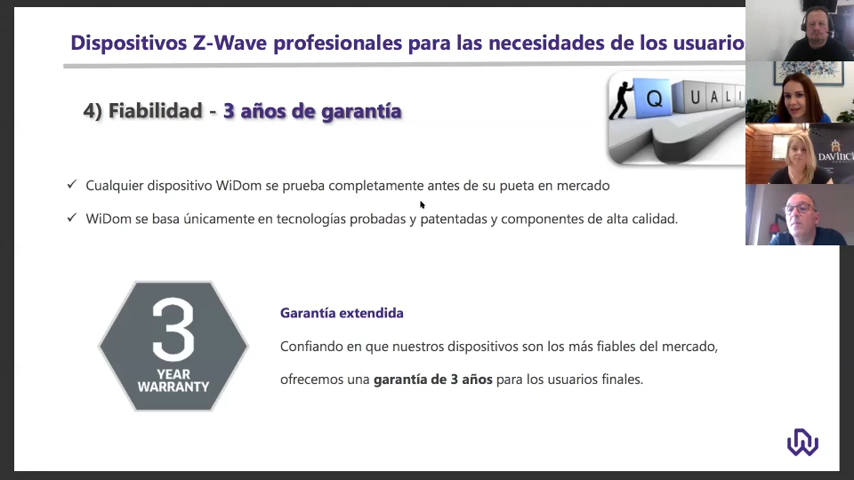 Dispositivos Z-Wave profesionales para las necesidades de los usuario
4) Fiabilidad - 3 años de garantía
QUALI
Cualquier dispositivo WiDom se prueba completamente antes de su pueta en mercado
WiDom se basa únicamente en tecnologías probadas y patentadas y componentes de alta calidad.
3
YEAR
WARRANTY
Garantía extendida
Confiando en que nuestros dispositivos son los más fiables del mercado,
ofrecemos una garantía de 3 años para los usuarios finales.
DAVINCI